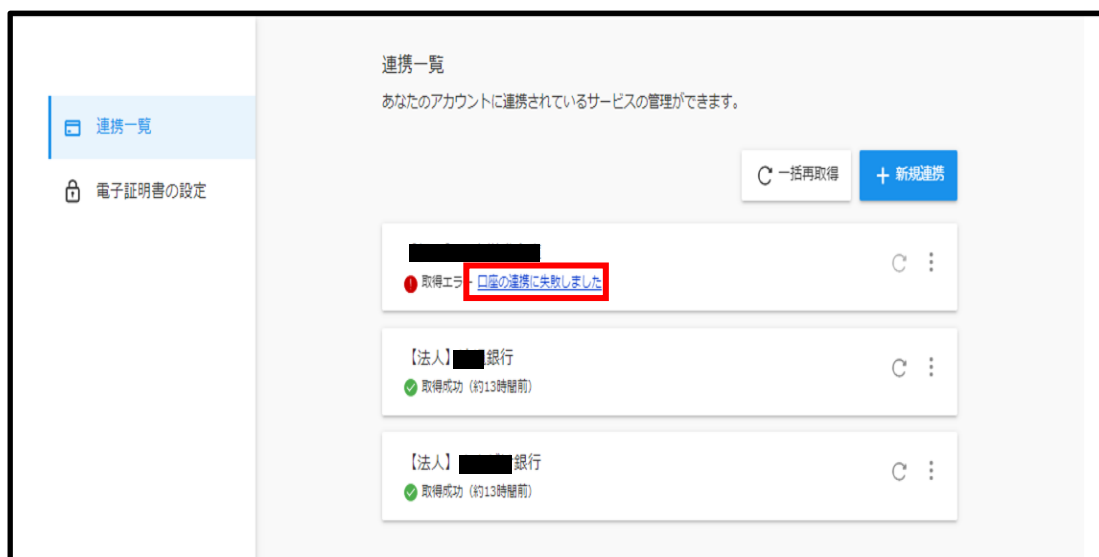 連携一覧
あなたのアカウントに連携されているサービスの管理ができます。
連携一覧
電子証明書の設定
一括再取得
+ 新規連携
取得エラー 口座の連携に失敗しました
【法人】 銀行
取得成功（約13時間前）
【法人】 銀行
取得成功（約13時間前）